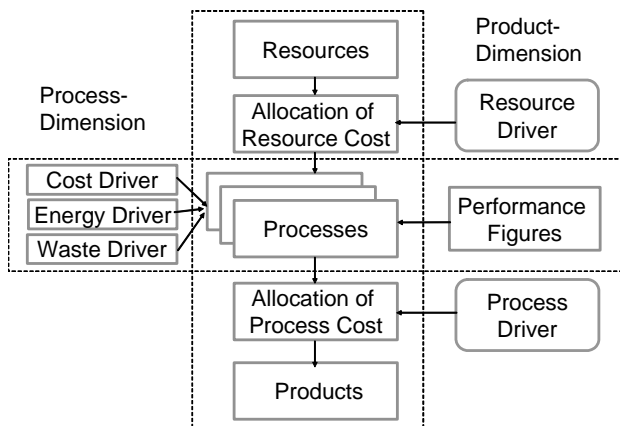 Product-
Dimension
Process-
Dimension
Resources
Allocation of
Resource Cost
Resource
Driver
Cost Driver
Energy Driver
Waste Driver
Processes
Performance
Figures
Allocation of
Process Cost
Process
Driver
Products